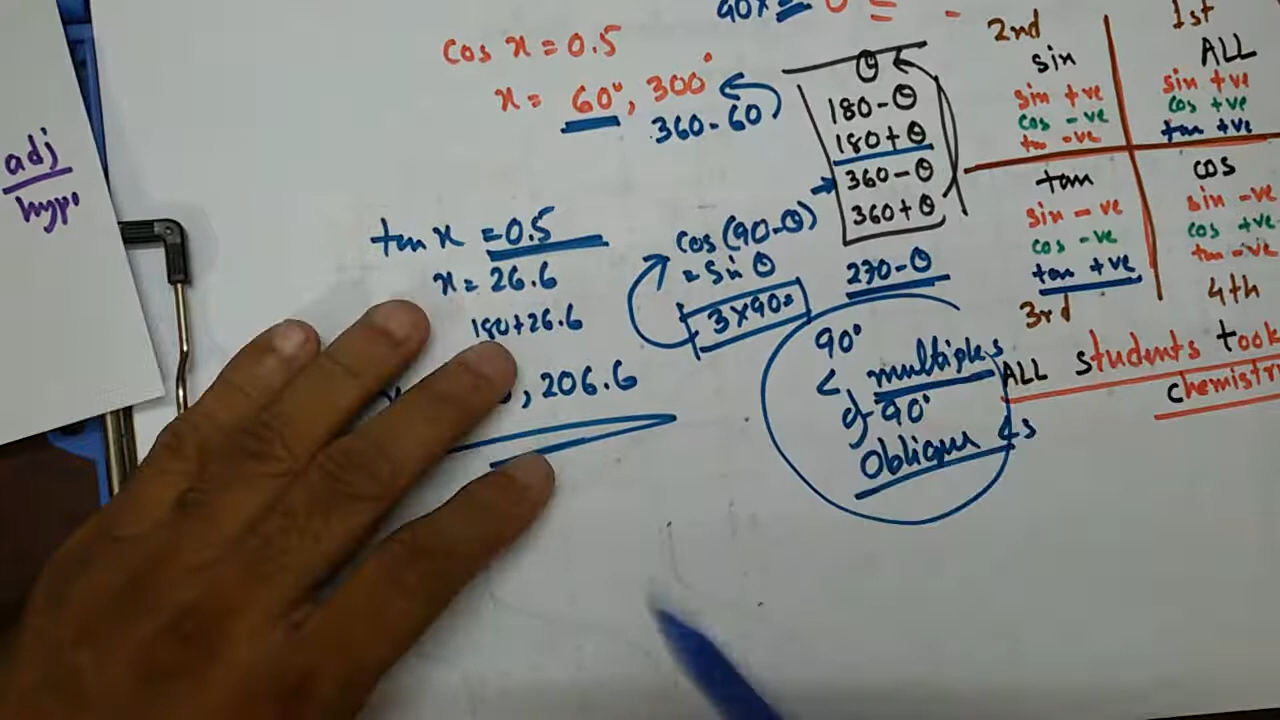 adj
hypo
cos x = 0.5
x = 60°, 300°
360-60
tan x = 0.5
x = 26.6
180+26.6
, 206.6
cos(90-θ)
= sin θ
3x90=
θ
180-θ
180+θ
360-θ
360+θ
270-θ
90°
< multiples
of 90°
Oblique ∠s
2nd
sin
sin +ve
cos -ve
tan -ve
1st
ALL
sin +ve
cos +ve
tan +ve
tan
sin -ve
cos -ve
tan +ve
3rd
cos
sin -ve
cos +ve
tan -ve
4th
ALL students took
chemistry